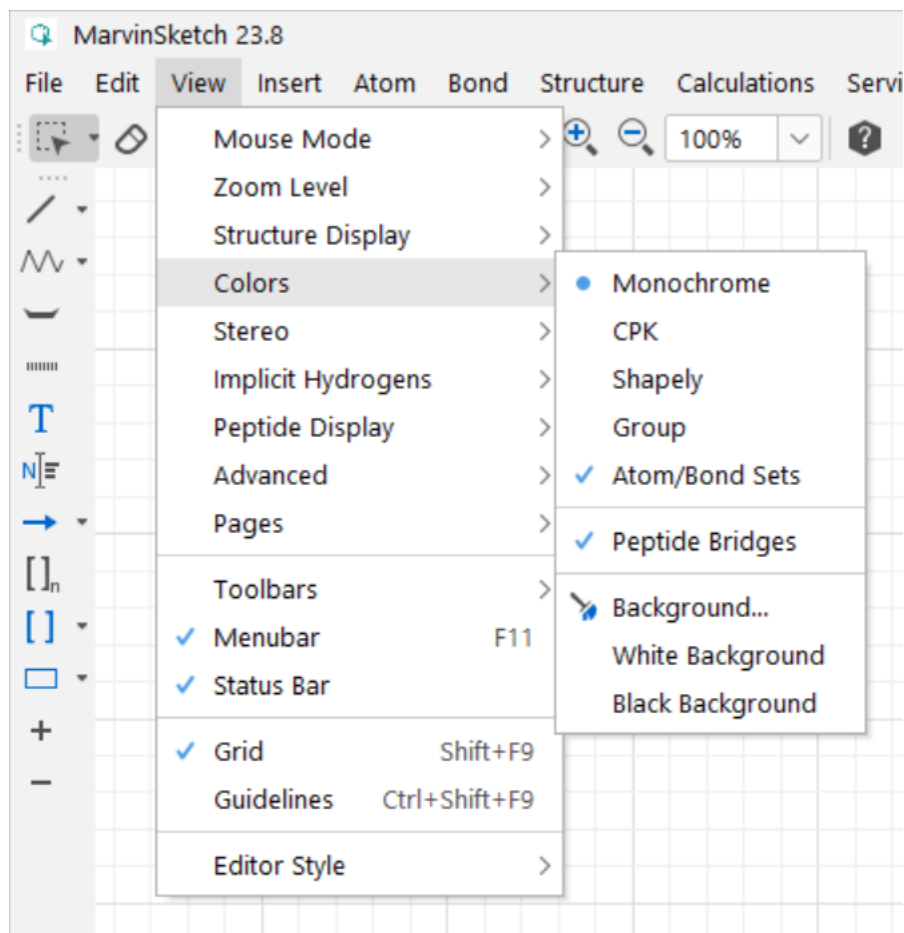 MarvinSketch 23.8
File Edit View Insert Atom Bond Structure Calculations Servi
100% ?
Mouse Mode
Zoom Level
Structure Display
Colors
Stereo
Implicit Hydrogens
Peptide Display
Advanced
Pages
Toolbars
Menubar F11
Status Bar
Grid Shift+F9
Guidelines Ctrl+Shift+F9
Editor Style
Monochrome
CPK
Shapely
Group
Atom/Bond Sets
Peptide Bridges
Background...
White Background
Black Background
T
N
[ ]n
[ ]
+
−